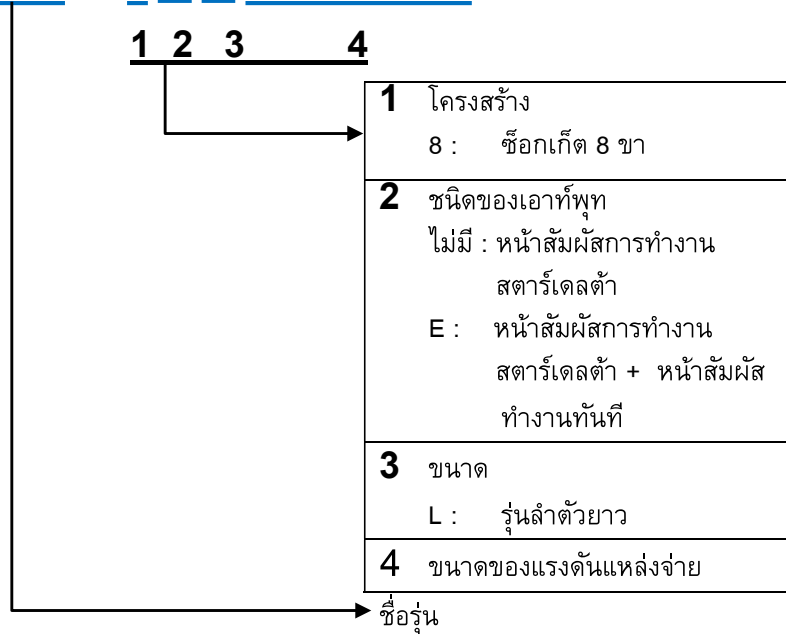 1 2 3 4
1 โครงสร้าง
8 : ซ็อกเก็ต 8 ขา
2 ชนิดของเอาท์พุท
ไม่มี : หน้าสัมผัสการทำงาน
สตาร์เดลต้า
E : หน้าสัมผัสการทำงาน
สตาร์เดลต้า + หน้าสัมผัส
ทำงานทันที
3 ขนาด
L : รุ่นลำตัวยาว
4 ขนาดของแรงดันแหล่งจ่าย
ชื่อรุ่น